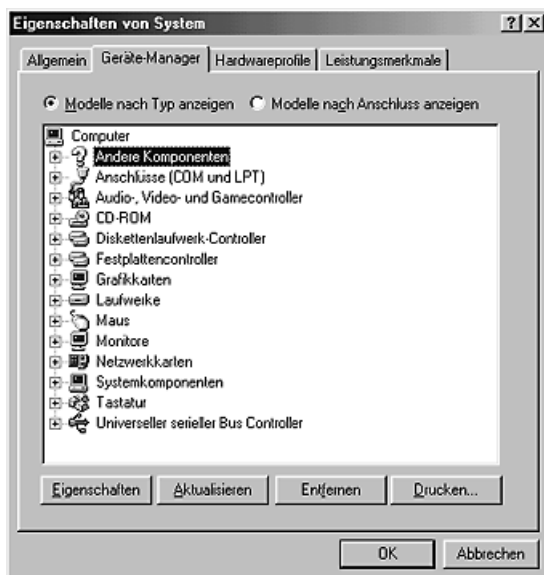 Eigenschaften von System
Allgemein Geräte-Manager Hardwareprofile Leistungsmerkmale
Modelle nach Typ anzeigen Modelle nach Anschluss anzeigen
Computer
Andere Komponenten
Anschlüsse (COM und LPT)
Audio-, Video- und Gamecontroller
CD-ROM
Diskettenlaufwerk-Controller
Festplattencontroller
Grafikkarten
Laufwerke
Maus
Monitore
Netzwerkkarten
Systemkomponenten
Tastatur
Universeller serieller Bus Controller
Eigenschaften Aktualisieren Entfernen Drucken...
OK Abbrechen